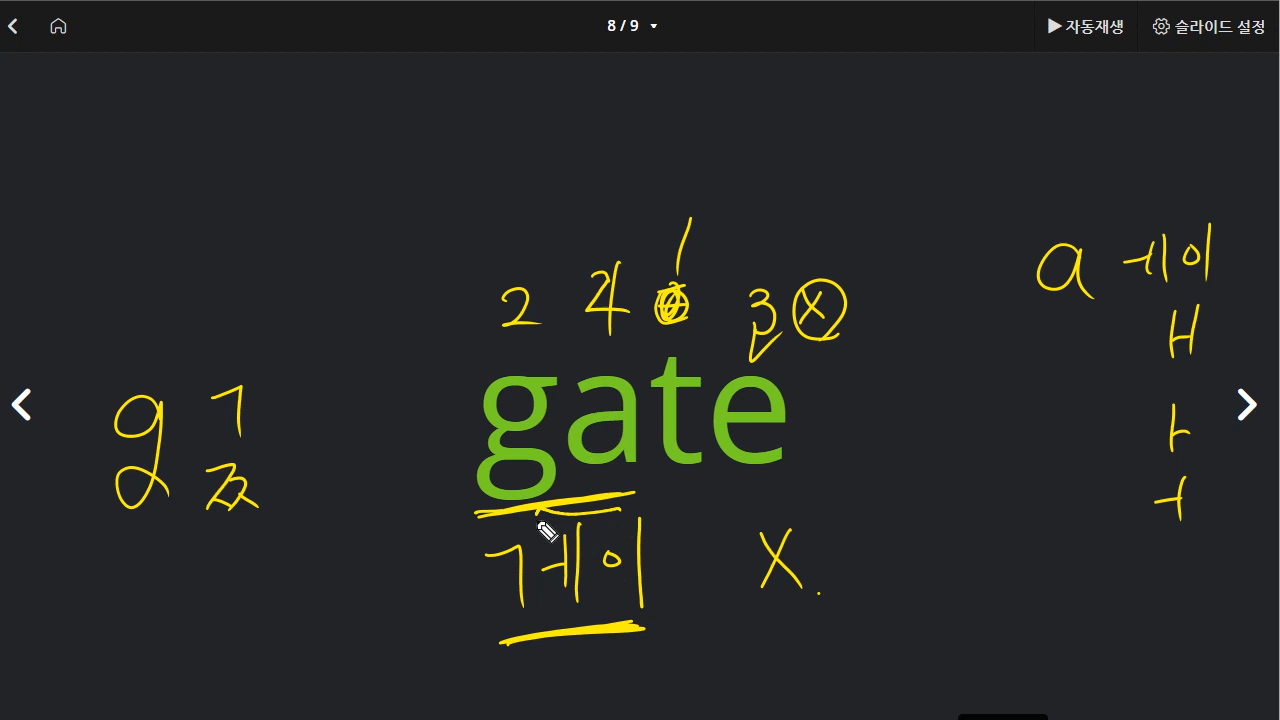 8 / 9
자동재생
슬라이드 설정
2 4 1 3 X
gate
게이 X.
g ㄱ
ㅈ
a ㅔ이
ㅐ
ㅏ
ㅓ